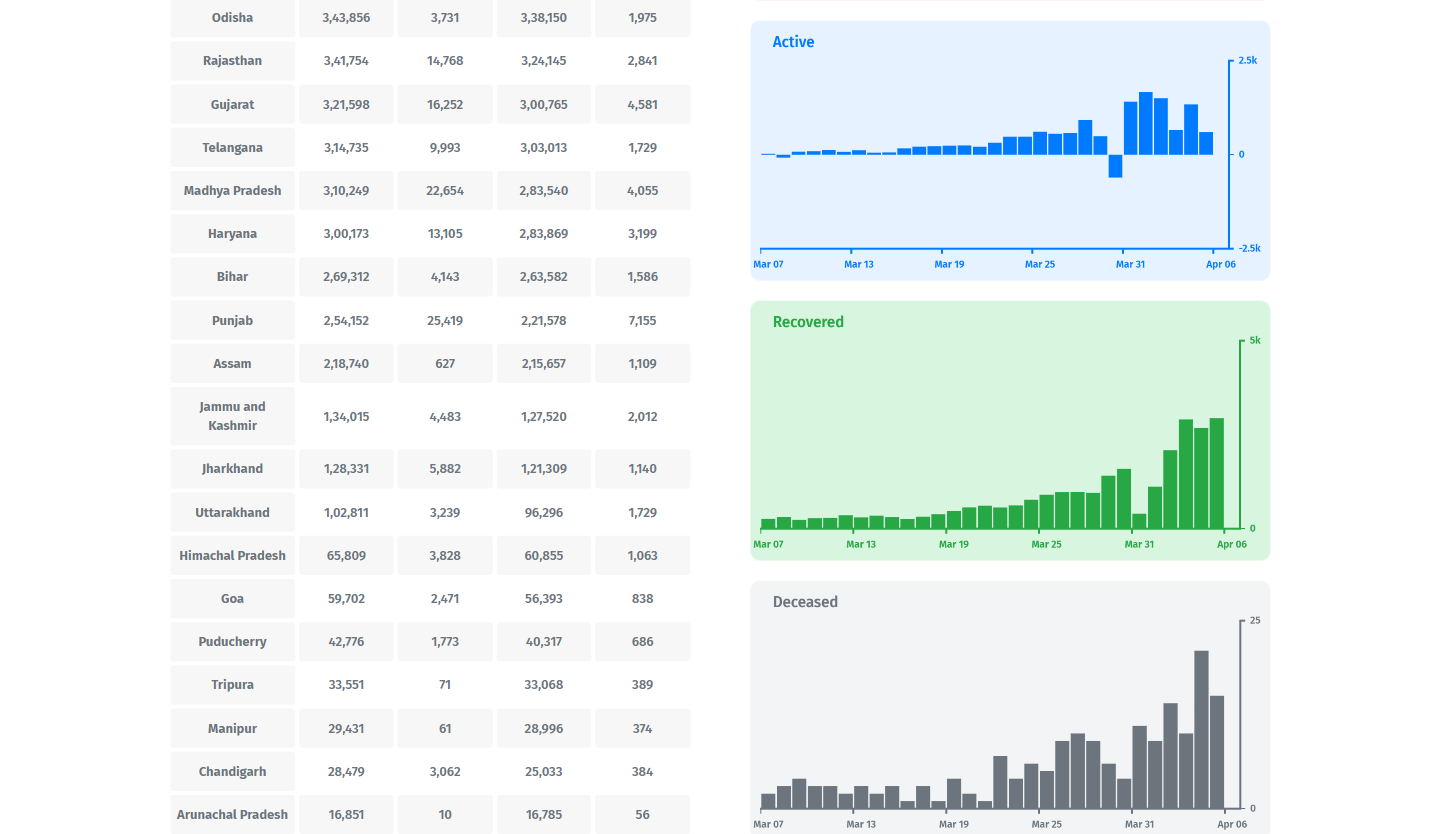 Odisha 3,43,856 3,731 3,38,150 1,975
Rajasthan 3,41,754 14,768 3,24,145 2,841
Gujarat 3,21,598 16,252 3,00,765 4,581
Telangana 3,14,735 9,993 3,03,013 1,729
Madhya Pradesh 3,10,249 22,654 2,83,540 4,055
Haryana 3,00,173 13,105 2,83,869 3,199
Bihar 2,69,312 4,143 2,63,582 1,586
Punjab 2,54,152 25,419 2,21,578 7,155
Assam 2,18,740 627 2,15,657 1,109
Jammu and
Kashmir 1,34,015 4,483 1,27,520 2,012
Jharkhand 1,28,331 5,882 1,21,309 1,140
Uttarakhand 1,02,811 3,239 96,296 1,729
Himachal Pradesh 65,809 3,828 60,855 1,063
Goa 59,702 2,471 56,393 838
Puducherry 42,776 1,773 40,317 686
Tripura 33,551 71 33,068 389
Manipur 29,431 61 28,996 374
Chandigarh 28,479 3,062 25,033 384
Arunachal Pradesh 16,851 10 16,785 56
Active
2.5k
0
-2.5k
Mar 07 Mar 13 Mar 19 Mar 25 Mar 31 Apr 06
Recovered
5k
0
Mar 07 Mar 13 Mar 19 Mar 25 Mar 31 Apr 06
Deceased
25
0
Mar 07 Mar 13 Mar 19 Mar 25 Mar 31 Apr 06